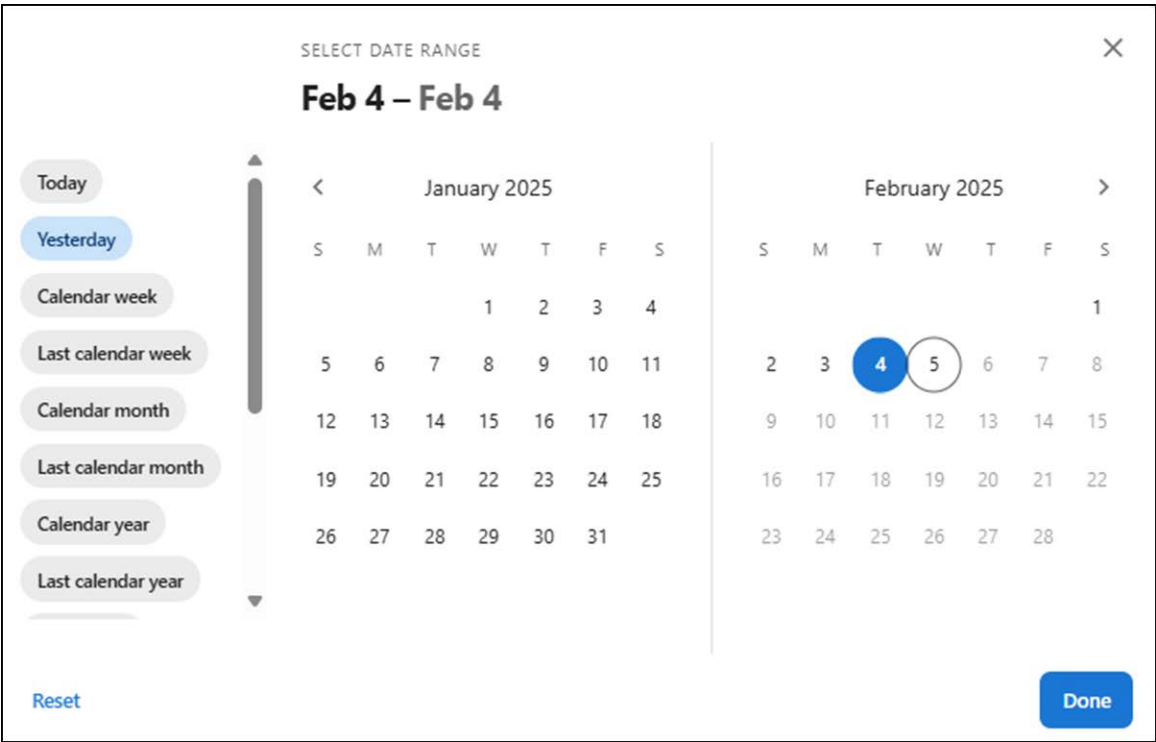 SELECT DATE RANGE
Feb 4 – Feb 4
Today
Yesterday
Calendar week
Last calendar week
Calendar month
Last calendar month
Calendar year
Last calendar year
January 2025
S M T W T F S
1 2 3 4
5 6 7 8 9 10 11
12 13 14 15 16 17 18
19 20 21 22 23 24 25
26 27 28 29 30 31
February 2025
S M T W T F S
1
2 3 4 5 6 7 8
9 10 11 12 13 14 15
16 17 18 19 20 21 22
23 24 25 26 27 28
Reset
Done